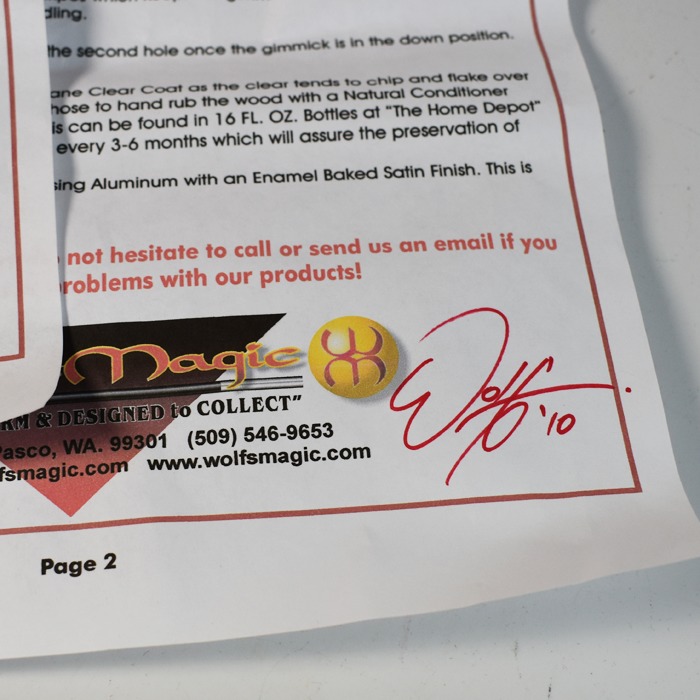 dling.
the second hole once the gimmick is in the down position.
ane Clear Coat as the clear tends to chip and flake over
hose to hand rub the wood with a Natural Conditioner
is can be found in 16 FL. OZ. Bottles at "The Home Depot"
every 3-6 months which will assure the preservation of
sing Aluminum with an Enamel Baked Satin Finish. This is
not hesitate to call or send us an email if you
roblems with our products!
Magic
RM & DESIGNED to COLLECT"
asco, WA. 99301 (509) 546-9653
fsmagic.com www.wolfsmagic.com
Wolf '10
Page 2